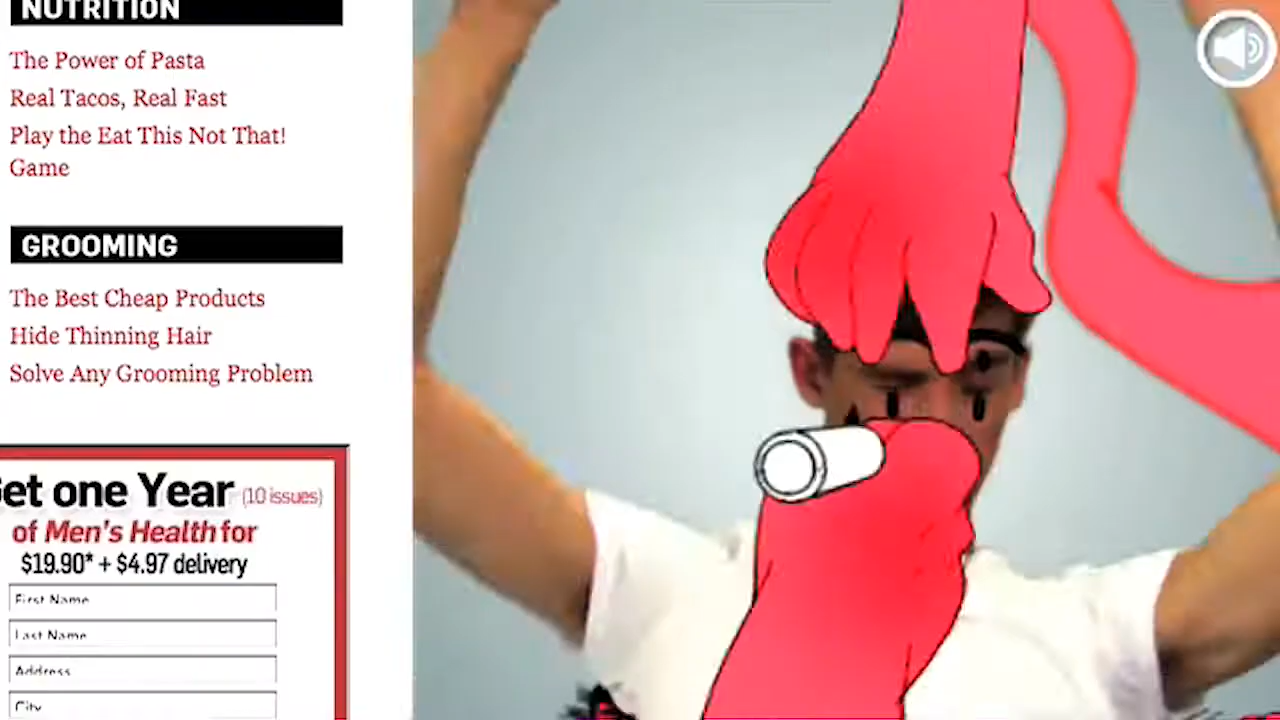 NUTRITION
The Power of Pasta
Real Tacos, Real Fast
Play the Eat This Not That!
Game
GROOMING
The Best Cheap Products
Hide Thinning Hair
Solve Any Grooming Problem
Get one Year (10 issues)
of Men's Health for
$19.90* + $4.97 delivery
First Name
Last Name
Address
City